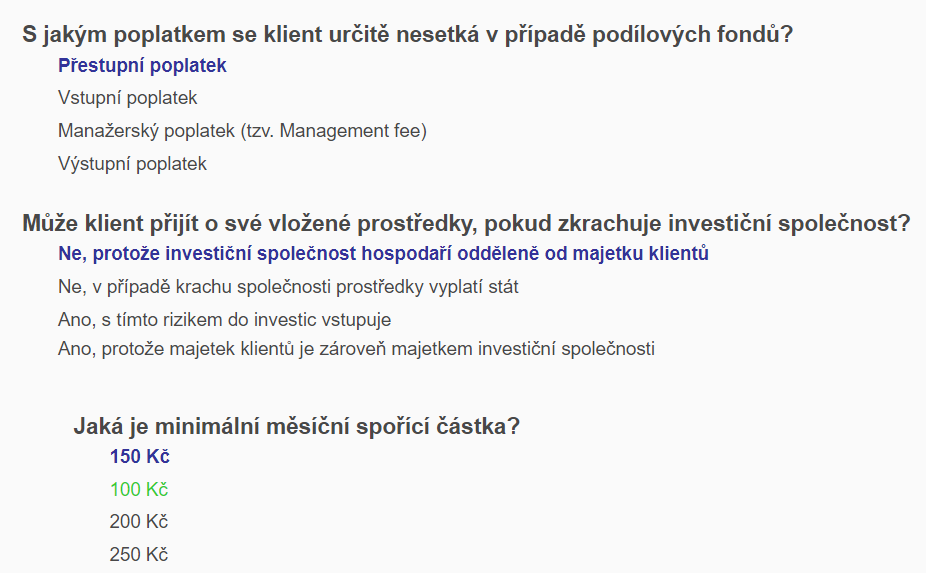 S jakým poplatkem se klient určitě nesetká v případě podílových fondů?
Přestupní poplatek
Vstupní poplatek
Manažerský poplatek (tzv. Management fee)
Výstupní poplatek
Může klient přijít o své vložené prostředky, pokud zkrachuje investiční společnost?
Ne, protože investiční společnost hospodaří odděleně od majetku klientů
Ne, v případě krachu společnosti prostředky vyplatí stát
Ano, s tímto rizikem do investic vstupuje
Ano, protože majetek klientů je zároveň majetkem investiční společnosti
Jaká je minimální měsíční spořící částka?
150 Kč
100 Kč
200 Kč
250 Kč